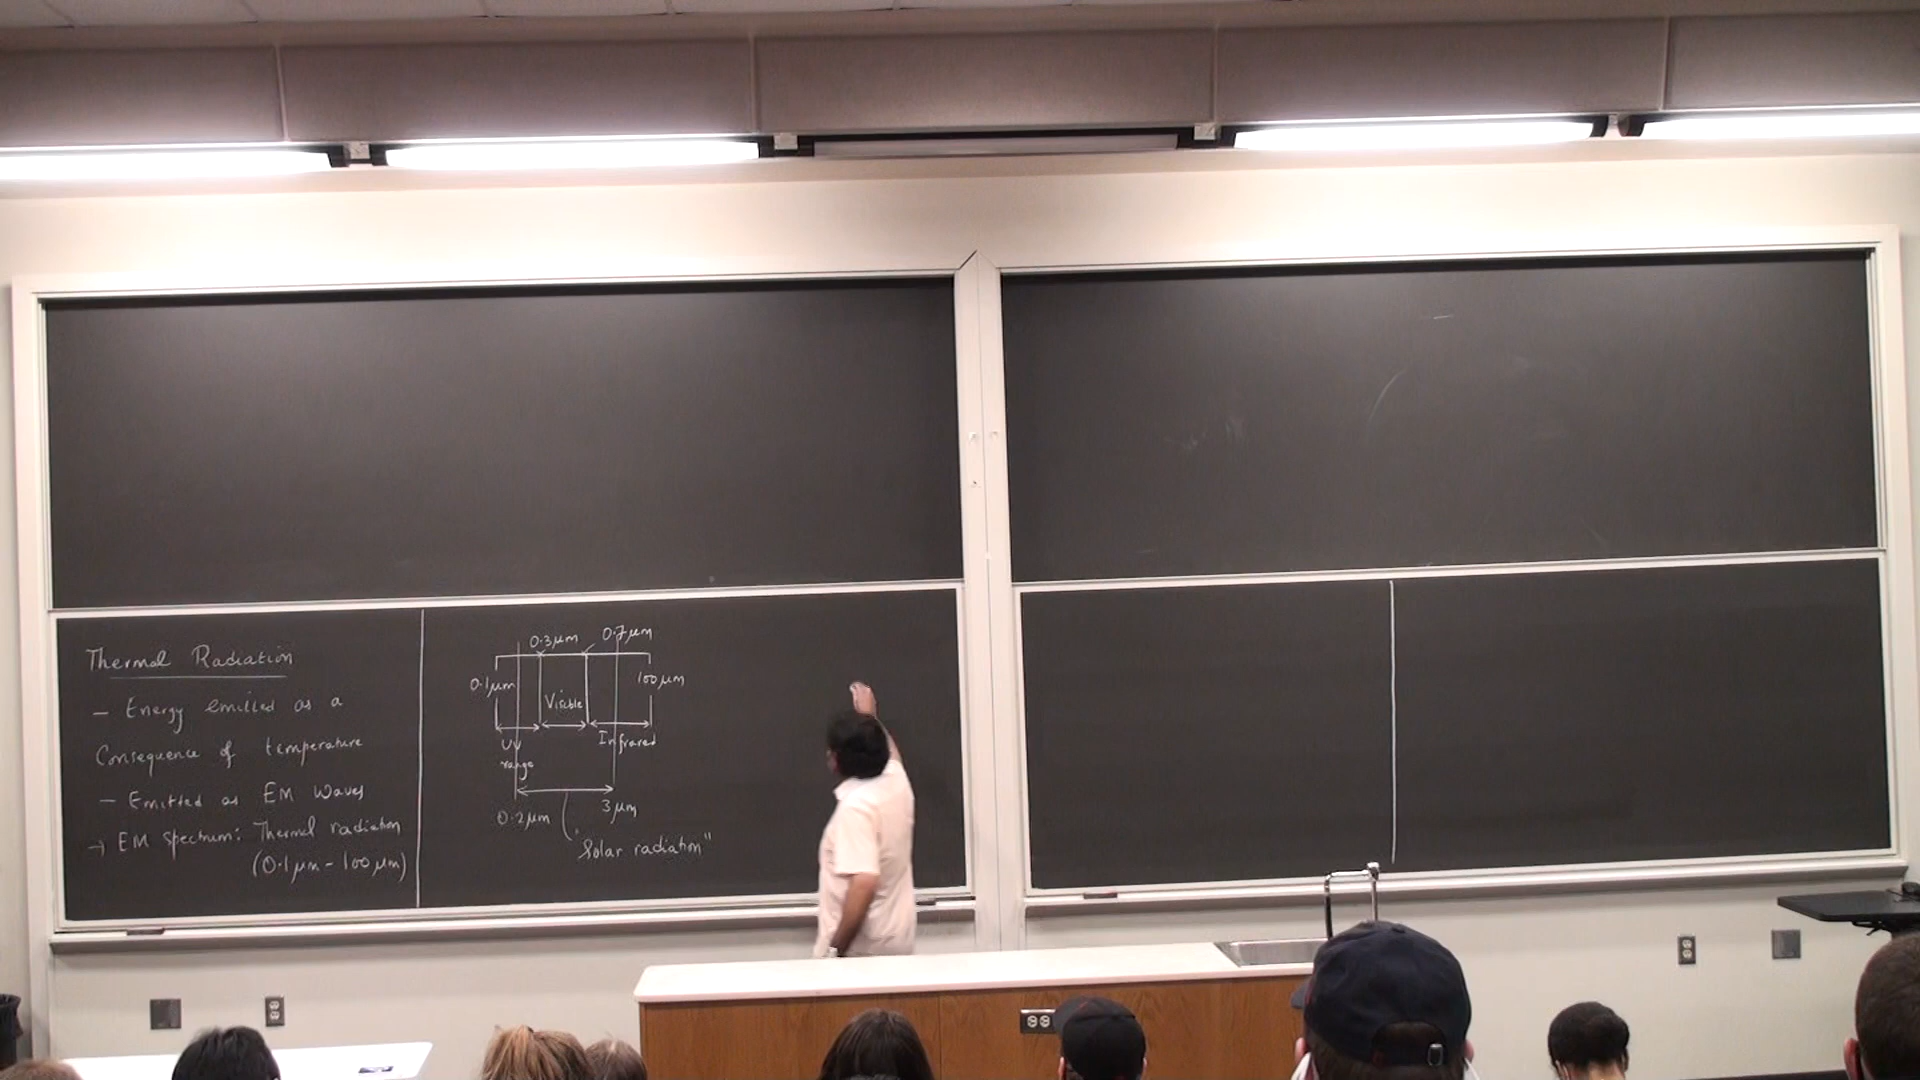 Thermal Radiation
- Energy emitted as a
Consequence of temperature
- Emitted as EM Waves
→ EM Spectrum: Thermal radiation
(0.1μm - 100μm)
0.3μm 0.7μm
0.1μm 100μm
Visible
UV
range
Infrared
0.2μm 3μm
"Solar radiation"